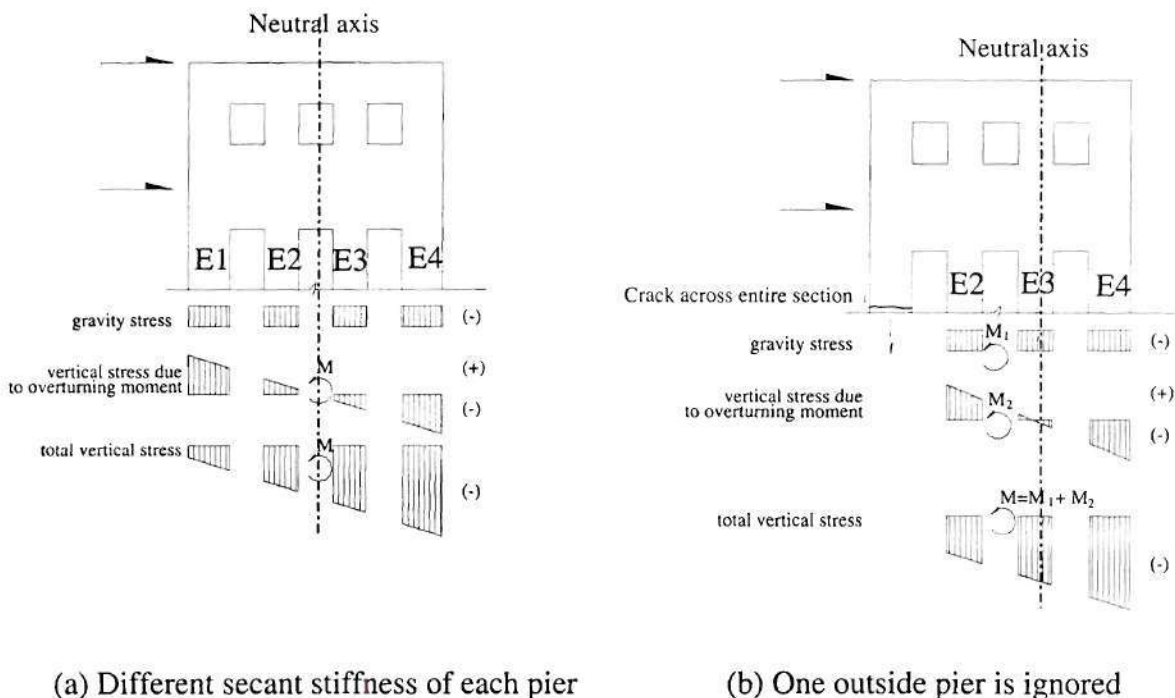 Neutral axis
E1 E2 E3 E4
gravity stress (-)
vertical stress due
to overturning moment
M
(+)
(-)
total vertical stress
M
(-)
(a) Different secant stiffness of each pier
Neutral axis
E2 E3 E4
Crack across entire section
gravity stress
M1
(-)
vertical stress due
to overturning moment
M2
(+)
(-)
M=M1+ M2
total vertical stress
(-)
(b) One outside pier is ignored